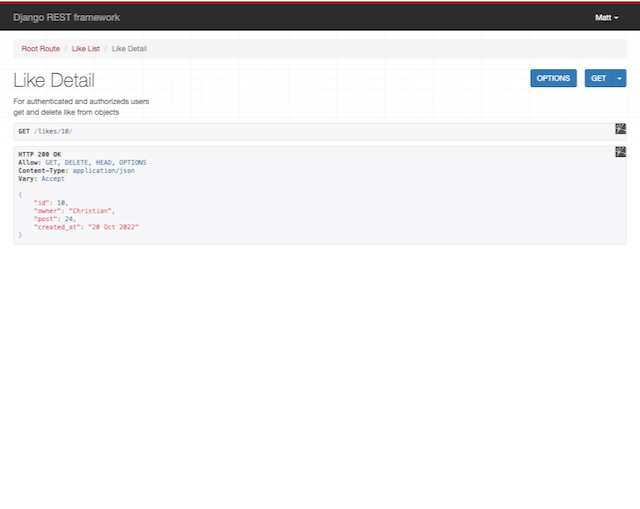 Django REST framework Matt
Root Route / Like List / Like Detail
Like Detail
OPTIONS GET
For authenticated and authorizeds users
get and delete like from objects
GET /likes/10/
HTTP 200 OK
Allow: GET, DELETE, HEAD, OPTIONS
Content-Type: application/json
Vary: Accept
{
"id": 10,
"owner": "Christian",
"post": 24,
"created_at": "20 Oct 2022"
}